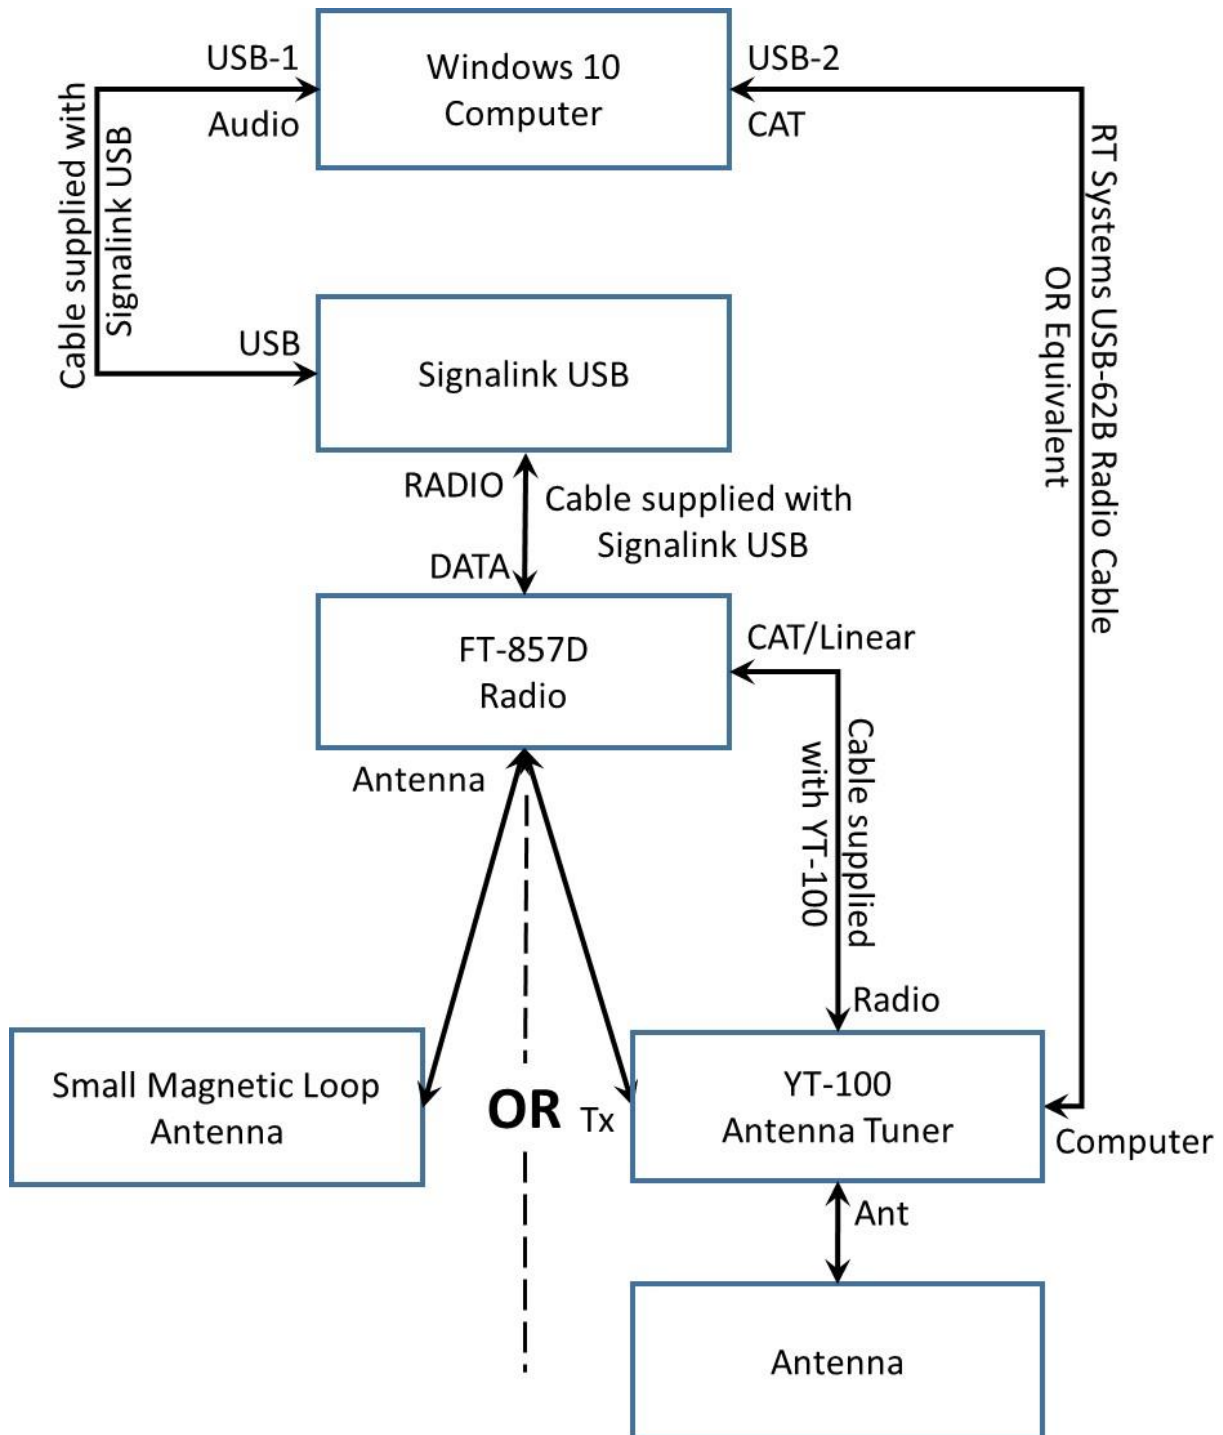 USB-1
Audio
Windows 10
Computer
USB-2
CAT
Cable supplied with
Signalink USB
RT Systems USB-62B Radio Cable
OR Equivalent
USB
Signalink USB
RADIO
Cable supplied with
Signalink USB
DATA
FT-857D
Radio
CAT/Linear
Antenna
Cable supplied
with YT-100
Radio
Small Magnetic Loop
Antenna
OR
Tx
YT-100
Antenna Tuner
Computer
Ant
Antenna